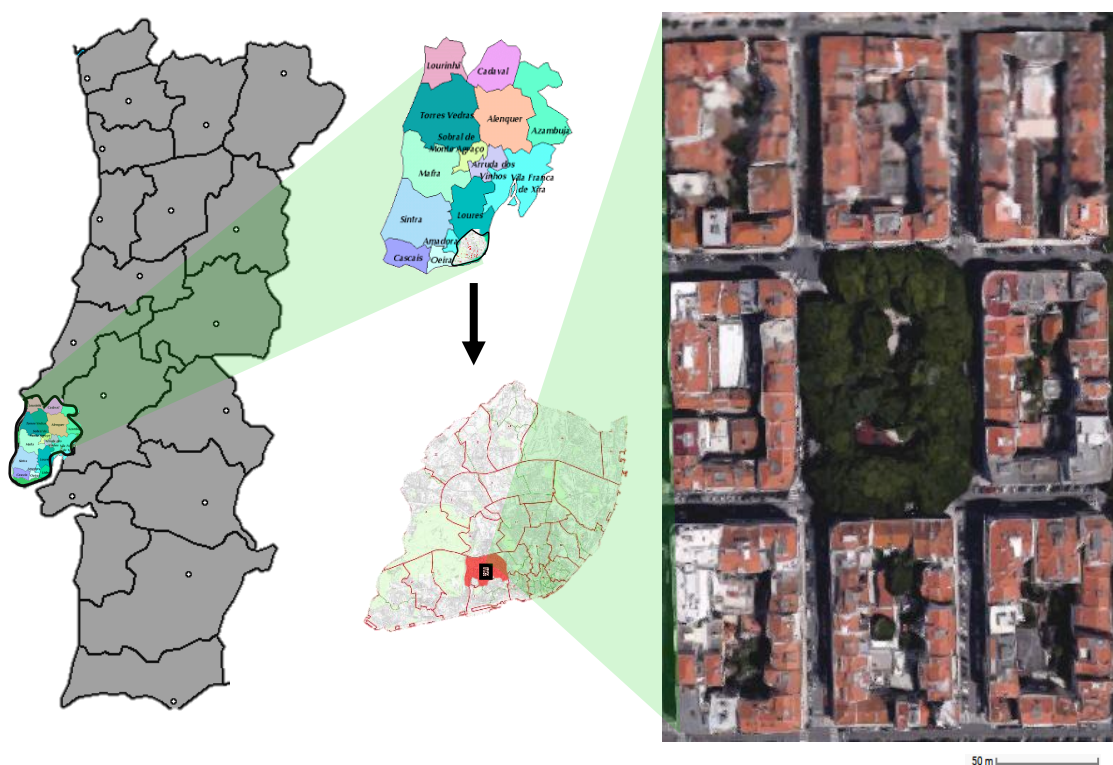 Lourinhã
Cadaval
Torres Vedras
Alenquer
Azambuja
Sobral de
Monte Agraço
Arruda dos
Vinhos
Vila Franca
de Xira
Mafra
Sintra
Loures
Amadora
Cascais
Oeira
50 m